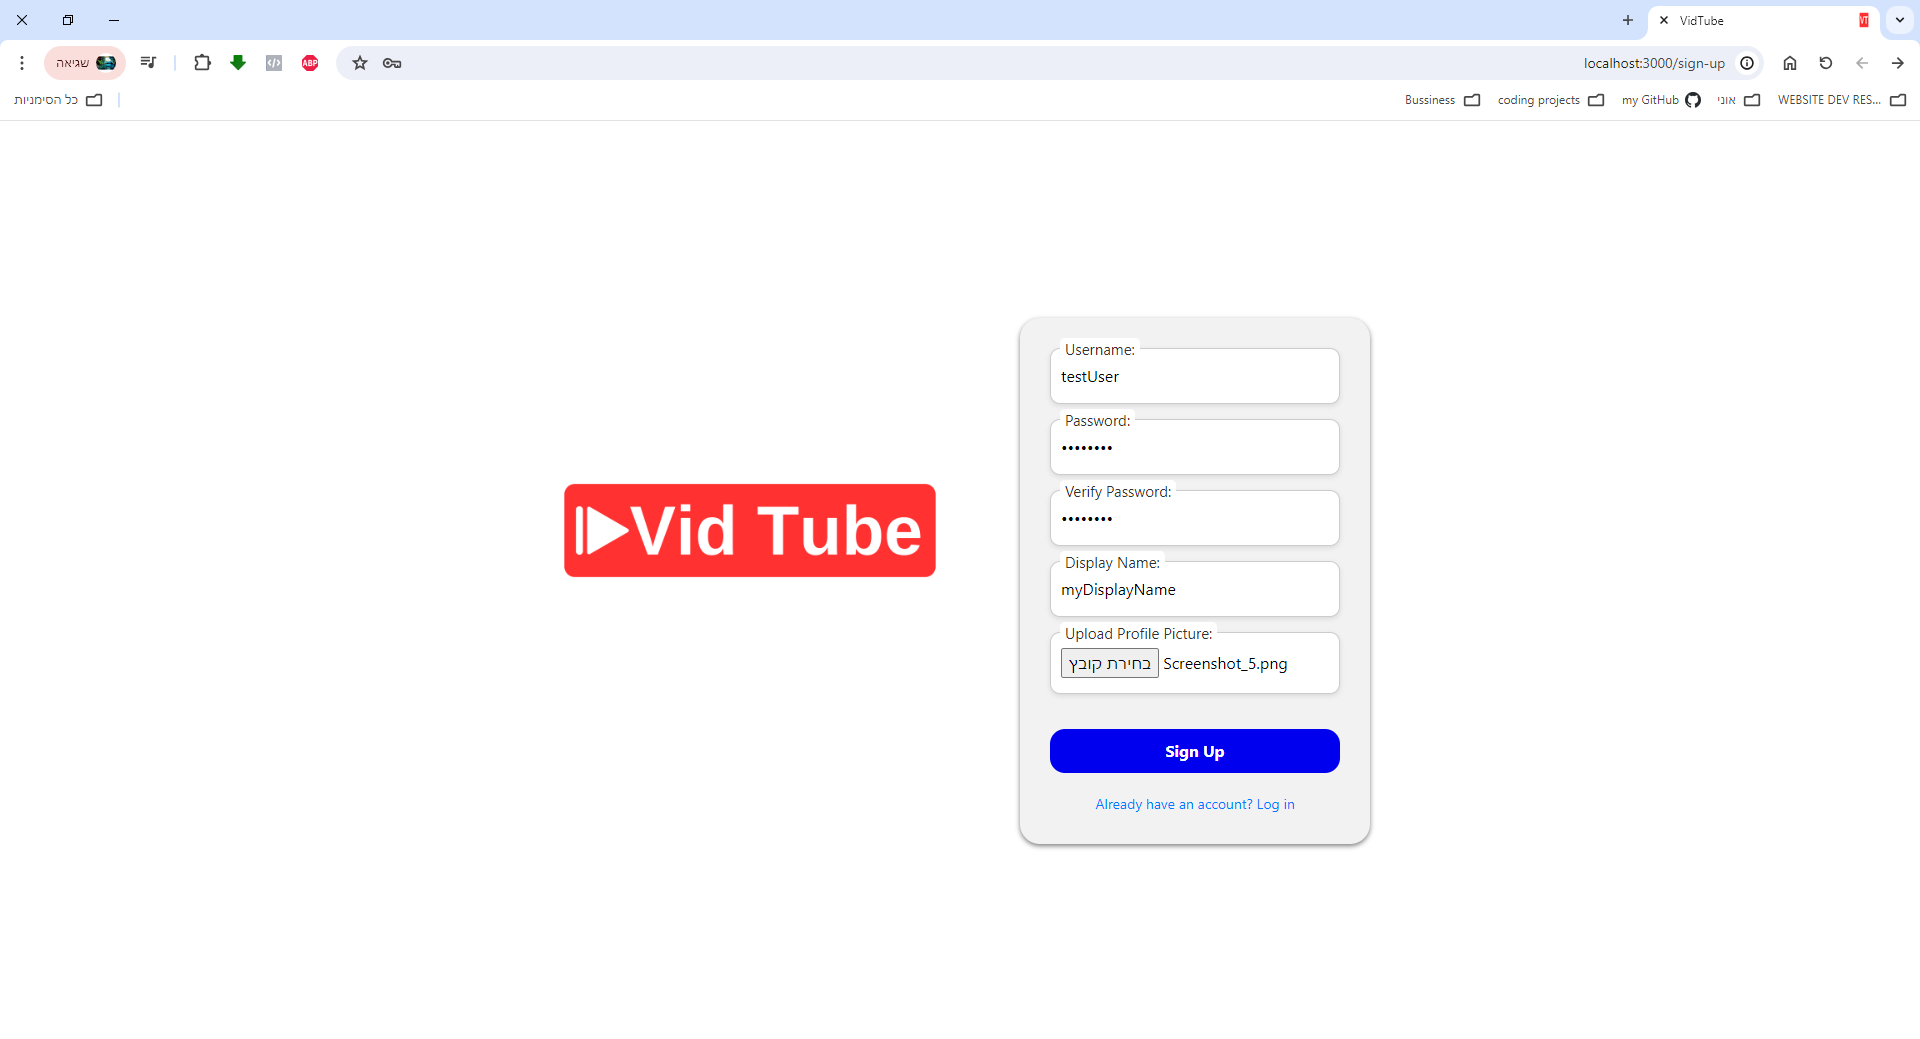 VidTube
VT
שגיאה
</>
ABP
localhost:3000/sign-up
כל הסימניות
Bussiness
coding projects
my GitHub
אוני
WEBSITE DEV RES...
Vid Tube
Username:
testUser
Password:
••••••••
Verify Password:
••••••••
Display Name:
myDisplayName
Upload Profile Picture:
בחירת קובץ Screenshot_5.png
Sign Up
Already have an account? Log in